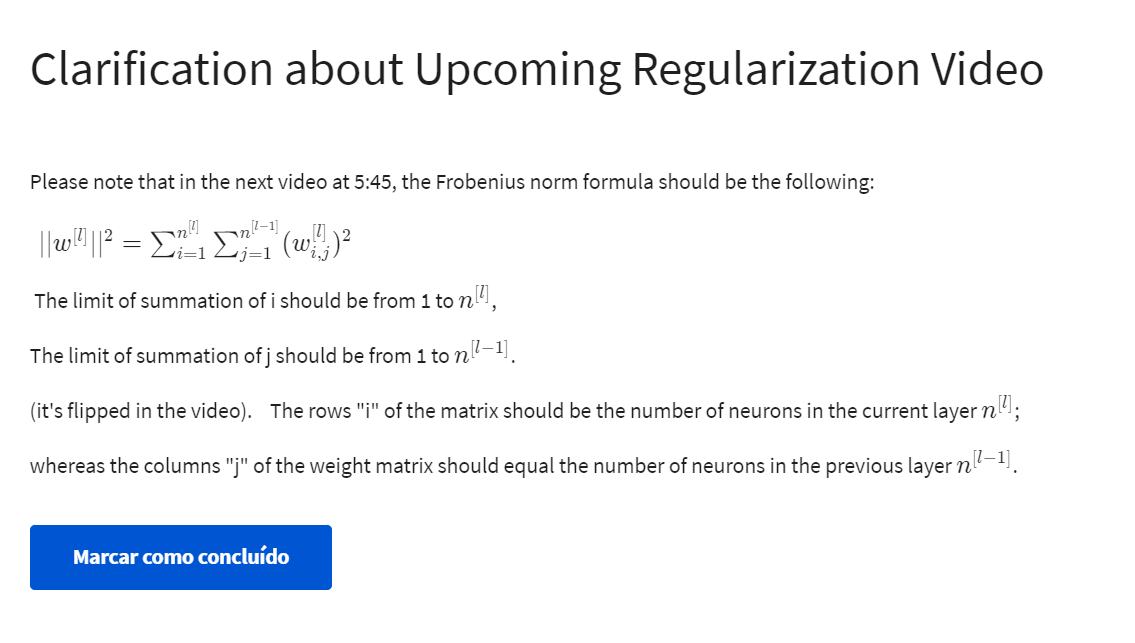 Clarification about Upcoming Regularization Video
Please note that in the next video at 5:45, the Frobenius norm formula should be the following:
||w^{[l]}||^2 = \sum_{i=1}^{n^{[l]}} \sum_{j=1}^{n^{[l-1]}} (w_{i,j}^{[l]})^2
The limit of summation of i should be from 1 to n^{[l]},
The limit of summation of j should be from 1 to n^{[l-1]}.
(it's flipped in the video). The rows "i" of the matrix should be the number of neurons in the current layer n^{[l]};
whereas the columns "j" of the weight matrix should equal the number of neurons in the previous layer n^{[l-1]}.
Marcar como concluído